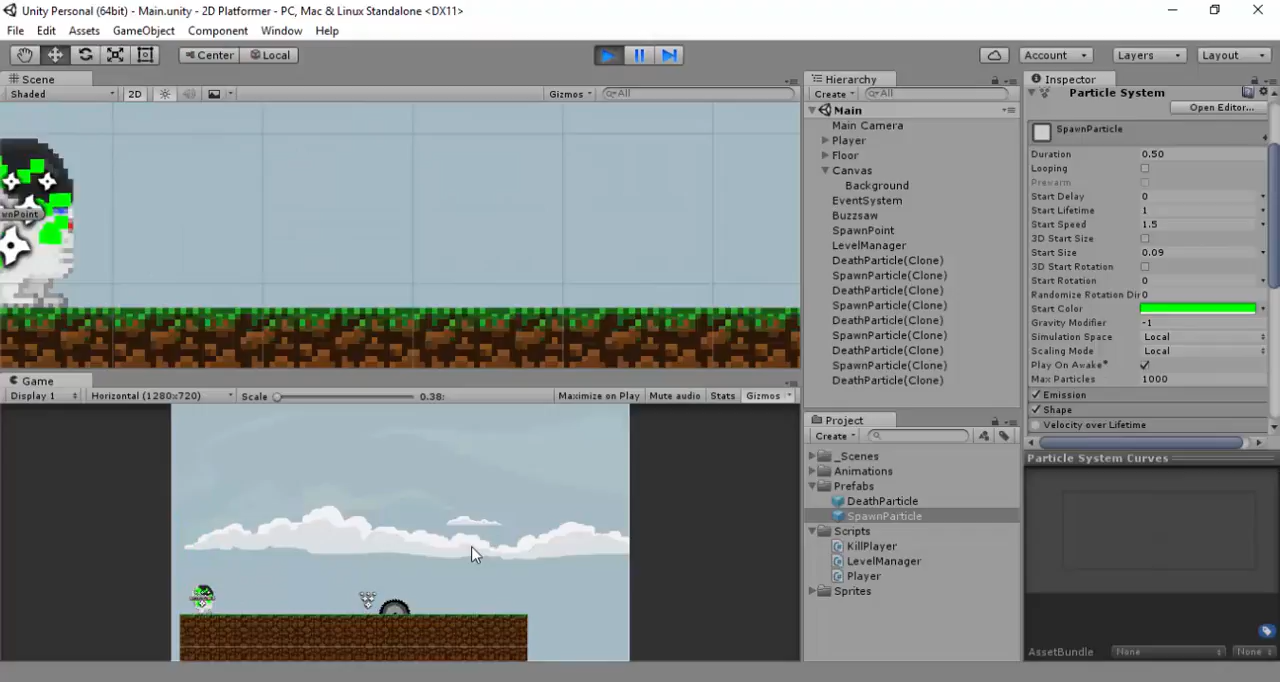 Unity Personal (64bit) - Main.unity - 2D Platformer - PC, Mac & Linux Standalone <DX11>
File Edit Assets GameObject Component Window Help
Center Local Account Layers Layout
Scene
Shaded 2D Gizmos All
wnPoint
Game
Display 1 Horizontal (1280x720) Scale 0.38: Maximize on Play Mute audio Stats Gizmos
Hierarchy
Create All
Main
Main Camera
Player
Floor
Canvas
Background
EventSystem
Buzzsaw
SpawnPoint
LevelManager
DeathParticle(Clone)
SpawnParticle(Clone)
DeathParticle(Clone)
SpawnParticle(Clone)
DeathParticle(Clone)
SpawnParticle(Clone)
DeathParticle(Clone)
SpawnParticle(Clone)
DeathParticle(Clone)
Project
Create
_Scenes
Animations
Prefabs
DeathParticle
SpawnParticle
Scripts
KillPlayer
LevelManager
Player
Sprites
Inspector
Particle System
Open Editor...
SpawnParticle
Duration 0.50
Looping
Prewarm
Start Delay 0
Start Lifetime 1
Start Speed 1.5
3D Start Size
Start Size 0.09
3D Start Rotation
Start Rotation 0
Randomize Rotation Dir 0
Start Color
Gravity Modifier -1
Simulation Space Local
Scaling Mode Local
Play On Awake*
Max Particles 1000
Emission
Shape
Velocity over Lifetime
Particle System Curves
AssetBundle None None